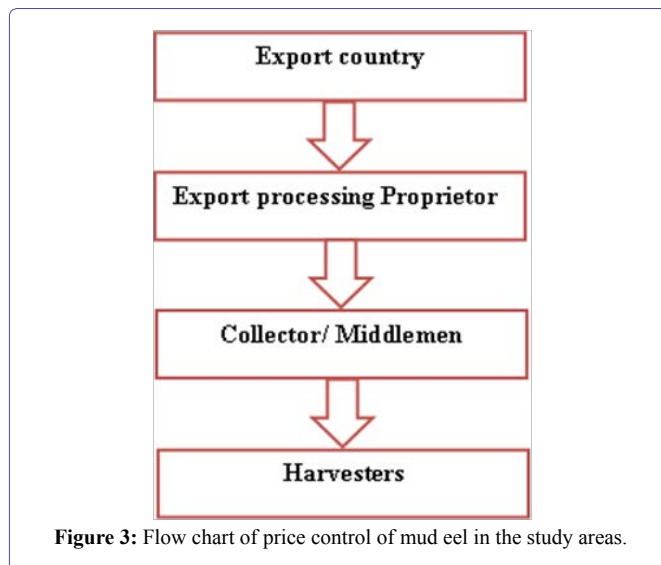 Export country
Export processing Proprietor
Collector/ Middlemen
Harvesters
Figure 3: Flow chart of price control of mud eel in the study areas.